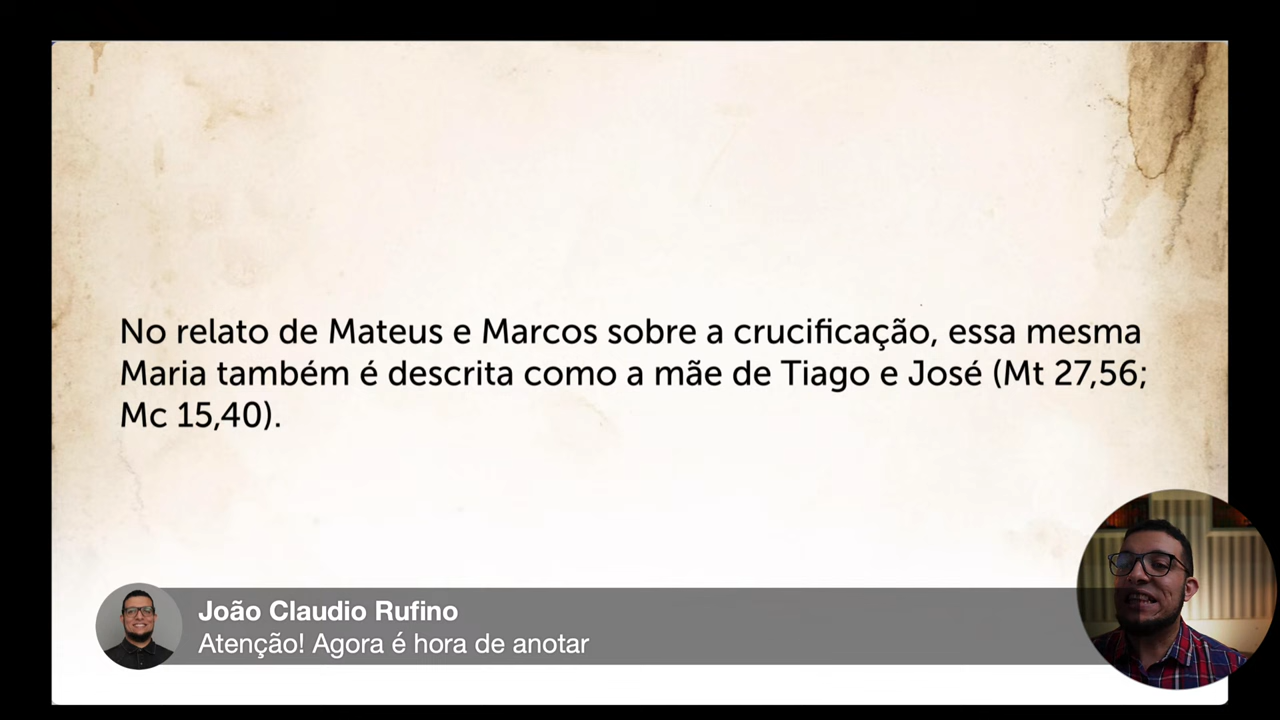 No relato de Mateus e Marcos sobre a crucificação, essa mesma
Maria também é descrita como a mãe de Tiago e José (Mt 27,56;
Mc 15,40).
João Claudio Rufino
Atenção! Agora é hora de anotar